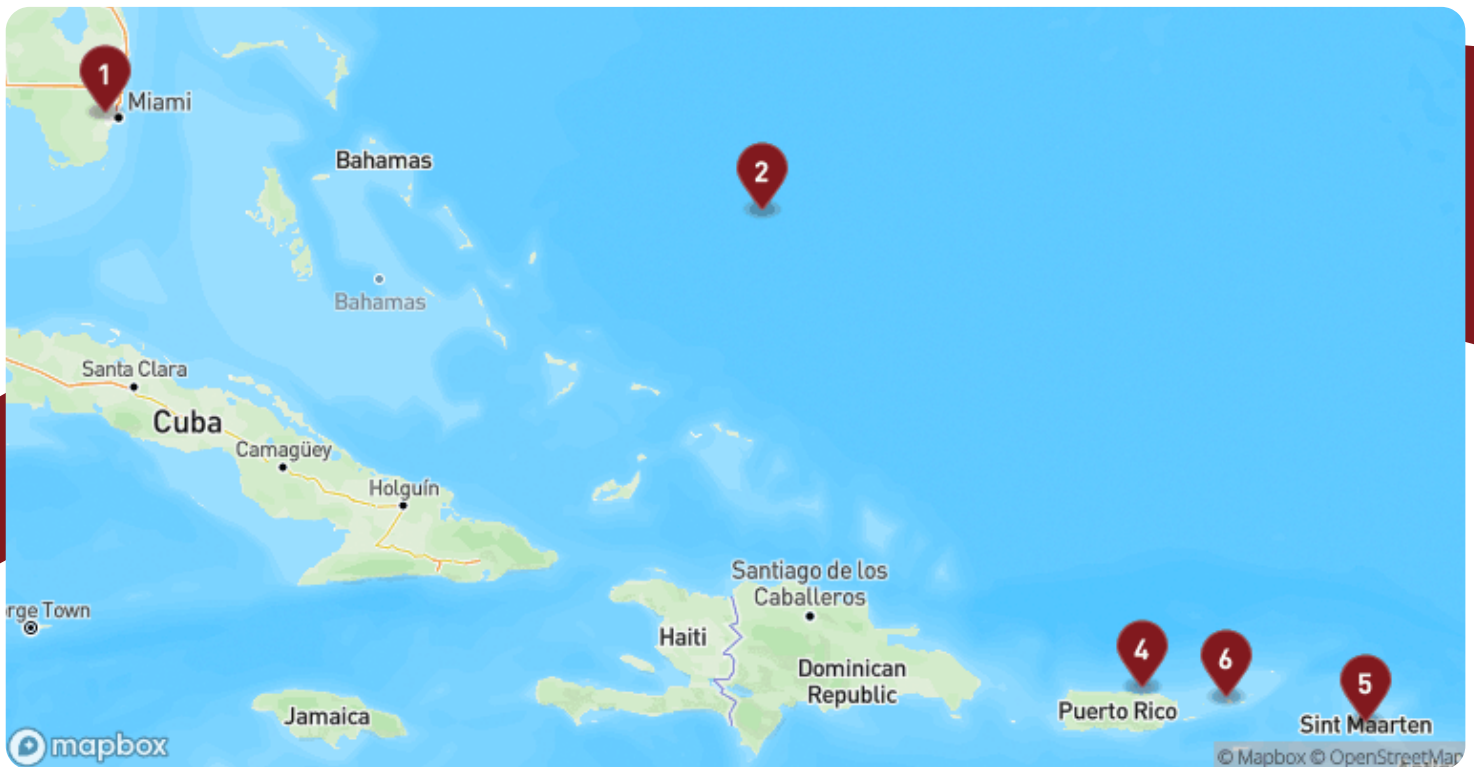 1
Miami
Bahamas
2
Bahamas
Santa Clara
Cuba
Camagüey
Holguín
Santiago de los
Caballeros
rge Town
Haiti
4
6
Dominican
Republic
5
Puerto Rico
Jamaica
Sint Maarten
mapbox
© Mapbox © OpenStreetMap